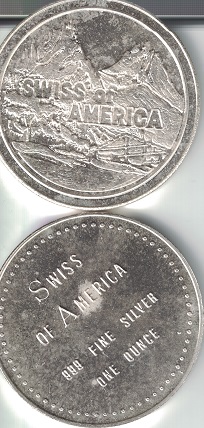 SWISS OF
AMERICA
SWISS
OF AMERICA
999 FINE SILVER
ONE OUNCE